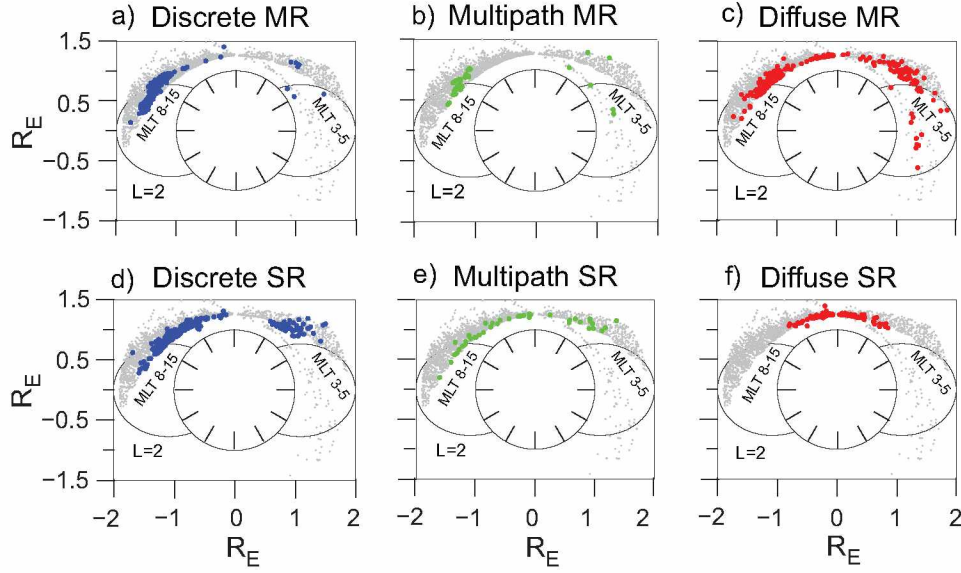 a) Discrete MR
b) Multipath MR
c) Diffuse MR
1.5
0.5
−0.5
−1.5
R_E
MLT 8-15
MLT 3-5
L=2
MLT 8-15
MLT 3-5
MLT 8-15
MLT 3-5
L=2
d) Discrete SR
e) Multipath SR
f) Diffuse SR
1.5
0.5
−0.5
−1.5
R_E
MLT 8-15
MLT 3-5
L=2
MLT 8-15
MLT 3-5
L=2
MLT 8-15
MLT 3-5
L=2
−2 −1 0 1 2
−2 −1 0 1 2
−2 −1 0 1 2
R_E
R_E
R_E